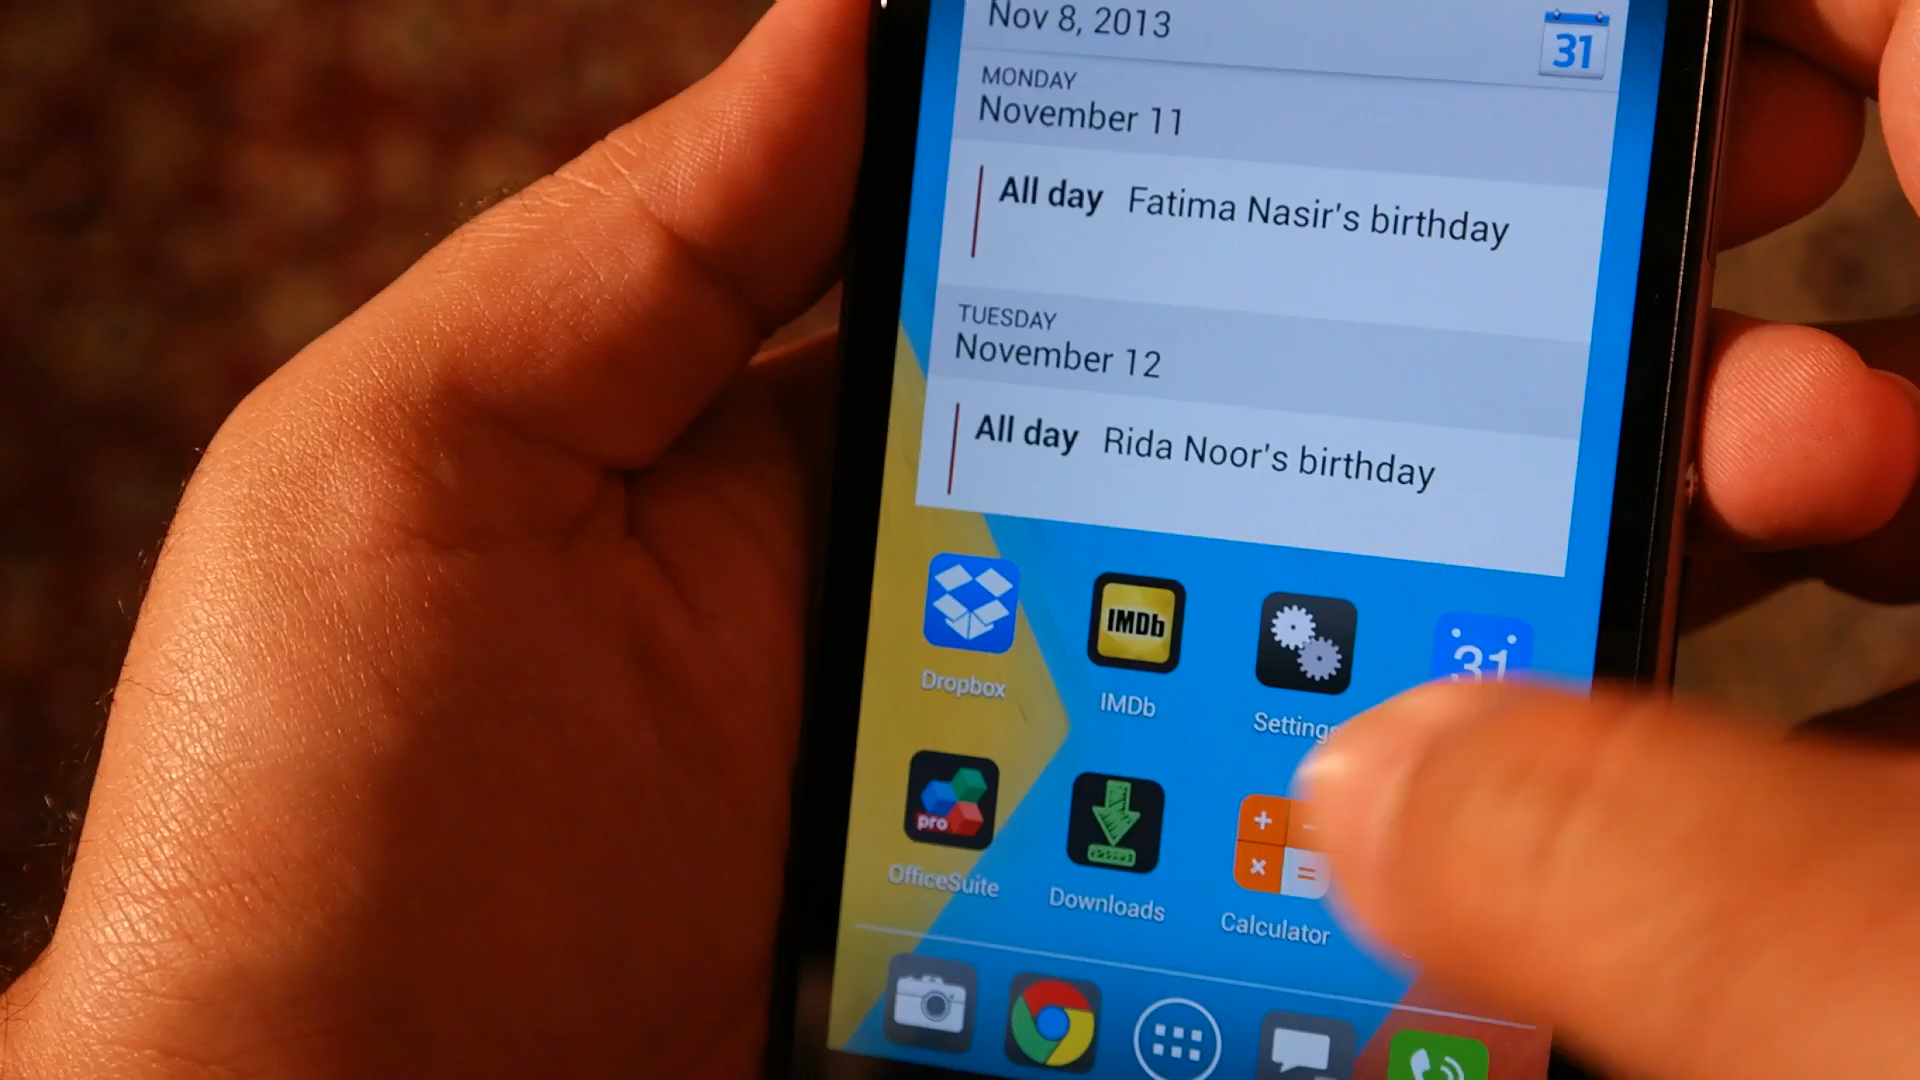 Nov 8, 2013
31
MONDAY
November 11
All day Fatima Nasir's birthday
TUESDAY
November 12
All day Rida Noor's birthday
IMDb
31
Dropbox
IMDb
Settings
pro
+ −
× =
OfficeSuite
Downloads
Calculator